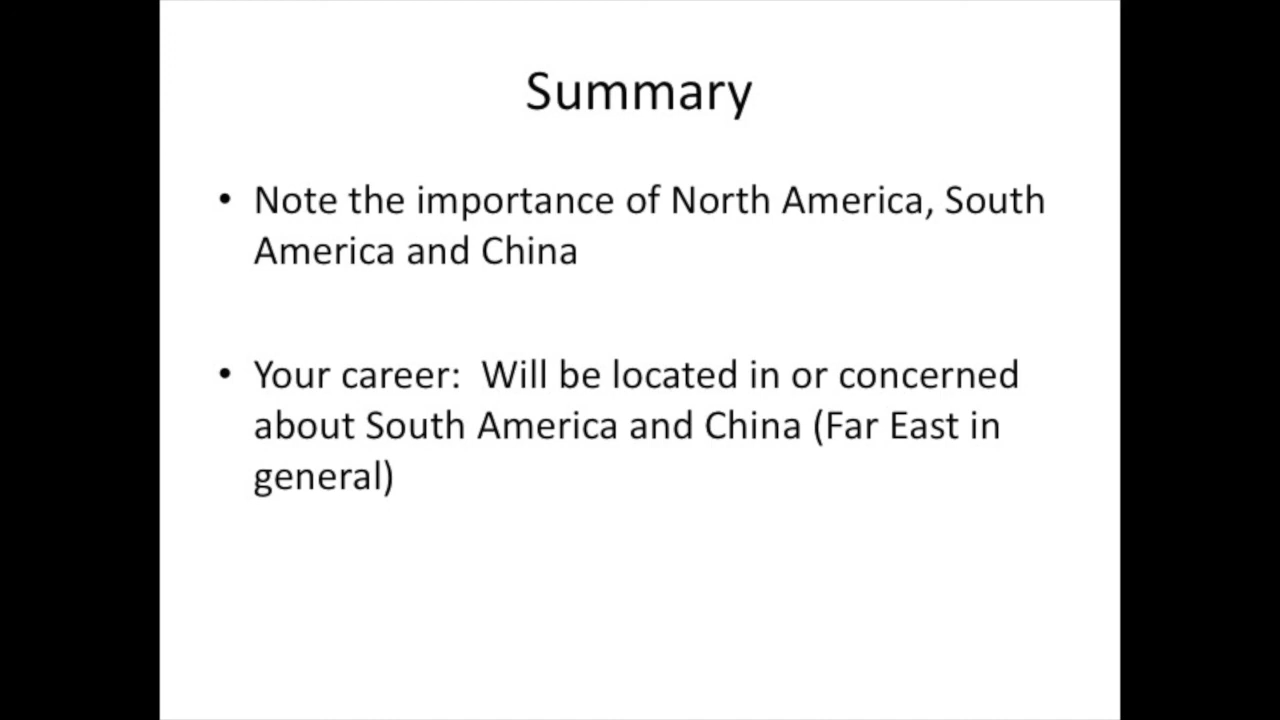 Summary
• Note the importance of North America, South
America and China
• Your career:  Will be located in or concerned
about South America and China (Far East in
general)